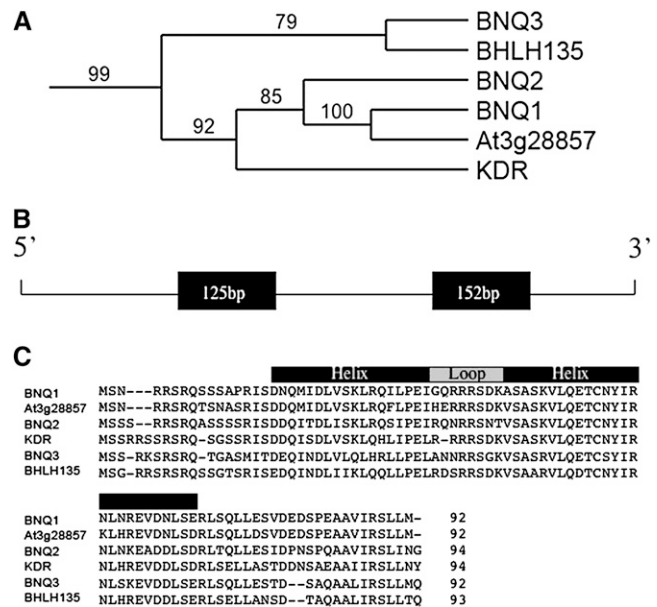 A
79
BNQ3
BHLH135
99
85
BNQ2
100
BNQ1
92
At3g28857
KDR
B
5’
3’
125bp
152bp
C
Helix Loop Helix
BNQ1 MSN---RRSRQSSSAPRISDNQMIDLVSKLRQILPEIGQRRRSDKASASKVLQETCNYIR
At3g28857 MSN---RRSRQTSNASRISDDQMIDLVSKLRQFLPEIHERRRSDKVSASKVLQETCNYIR
BNQ2 MSSS--RRSRQASSSSRISDDQITDLISKLRQSIPEIRQNRRSNTVSASKVLQETCNYIR
KDR MSSRRSSRSRQ-SGSSRISDDQISDLVSKLQHLIPELR-RRRSDKVSASKVLQETCNYIR
BNQ3 MSS-RKSRSRQ-TGASMITDEQINDLVLQLHRLLPELANNRRSGKVSASRVLQETCSYIR
BHLH135 MSG-RRSRSRQSSGTSRISEDQINDLIIKLQQLLPELRDSRRSDKVSAARVLQDTCNYIR
BNQ1 NLNREVDNLSERLSQLLESVDEDSPEAAVIRSLLM- 92
At3g28857 KLHREVDNLSERLSQLLDSVDEDSPEAAVIRSLLM- 92
BNQ2 NLNKEADDLSDRLTQLLESIDPNSPQAAVIRSLING 94
KDR NLHREVDDLSDRLSELLASTDDNSAEAAIIRSLLNY 94
BNQ3 NLSKEVDDLSERLSQLLESTD--SAQAALIRSLLMQ 92
BHLH135 NLHREVDDLSERLSELLANSD--TAQAALIRSLLTQ 93